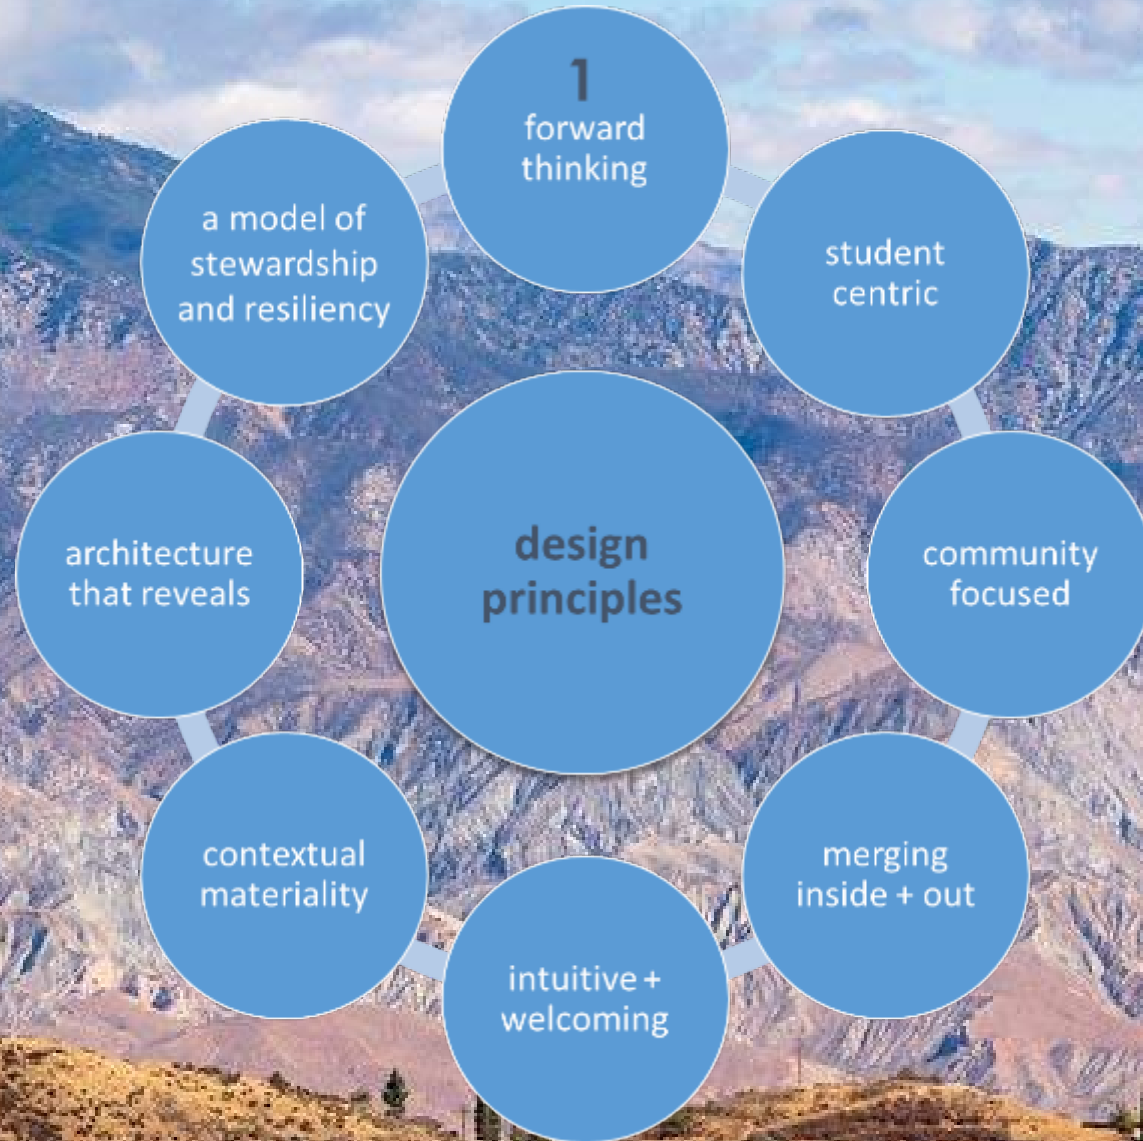 1
forward
thinking
student
centric
community
focused
merging
inside + out
intuitive +
welcoming
contextual
materiality
architecture
that reveals
a model of
stewardship
and resiliency
design
principles